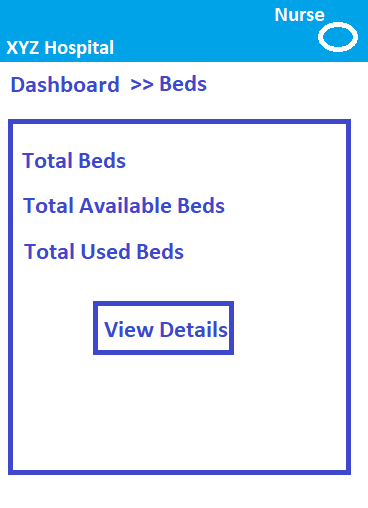 Nurse
XYZ Hospital
Dashboard >> Beds
Total Beds
Total Available Beds
Total Used Beds
View Details